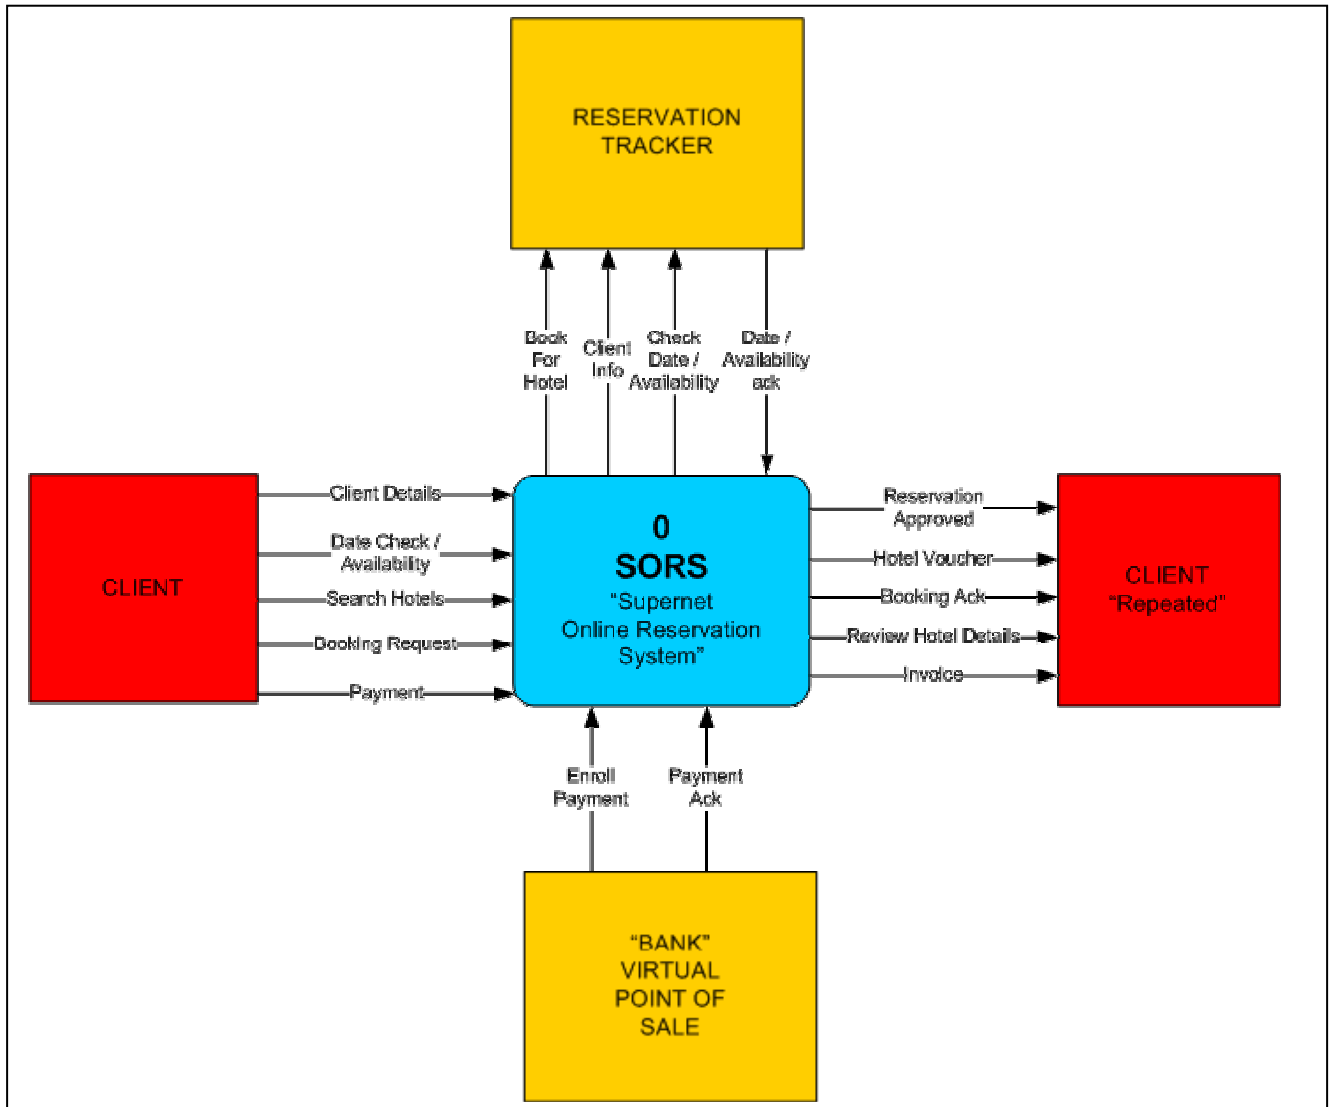 RESERVATION
TRACKER
Book
For
Hotel
Client
Info
Check
Date /
Availability
Date /
Availability
ack
Client Details
Date Check /
Availability
Search Hotels
Booking Request
Payment
CLIENT
0
SORS
“Supernet
Online Reservation
System”
Reservation
Approved
Hotel Voucher
Booking Ack
Review Hotel Details
Invoice
CLIENT
“Repeated”
Enroll
Payment
Payment
Ack
“BANK”
VIRTUAL
POINT OF
SALE